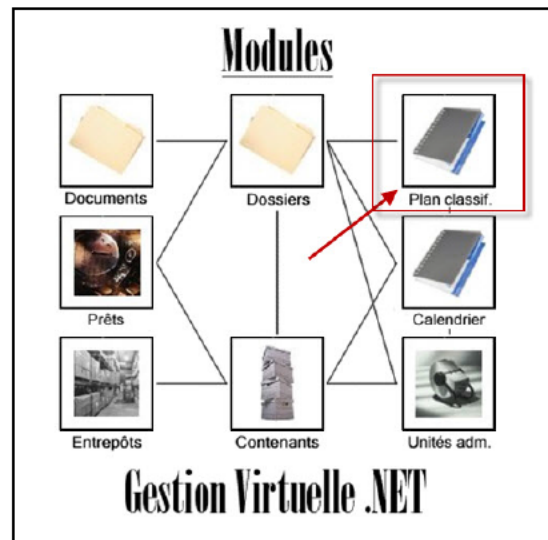 Modules
Documents
Dossiers
Plan classif.
Prêts
Calendrier
Entrepôts
Contenants
Unités adm.
Gestion Virtuelle .NET